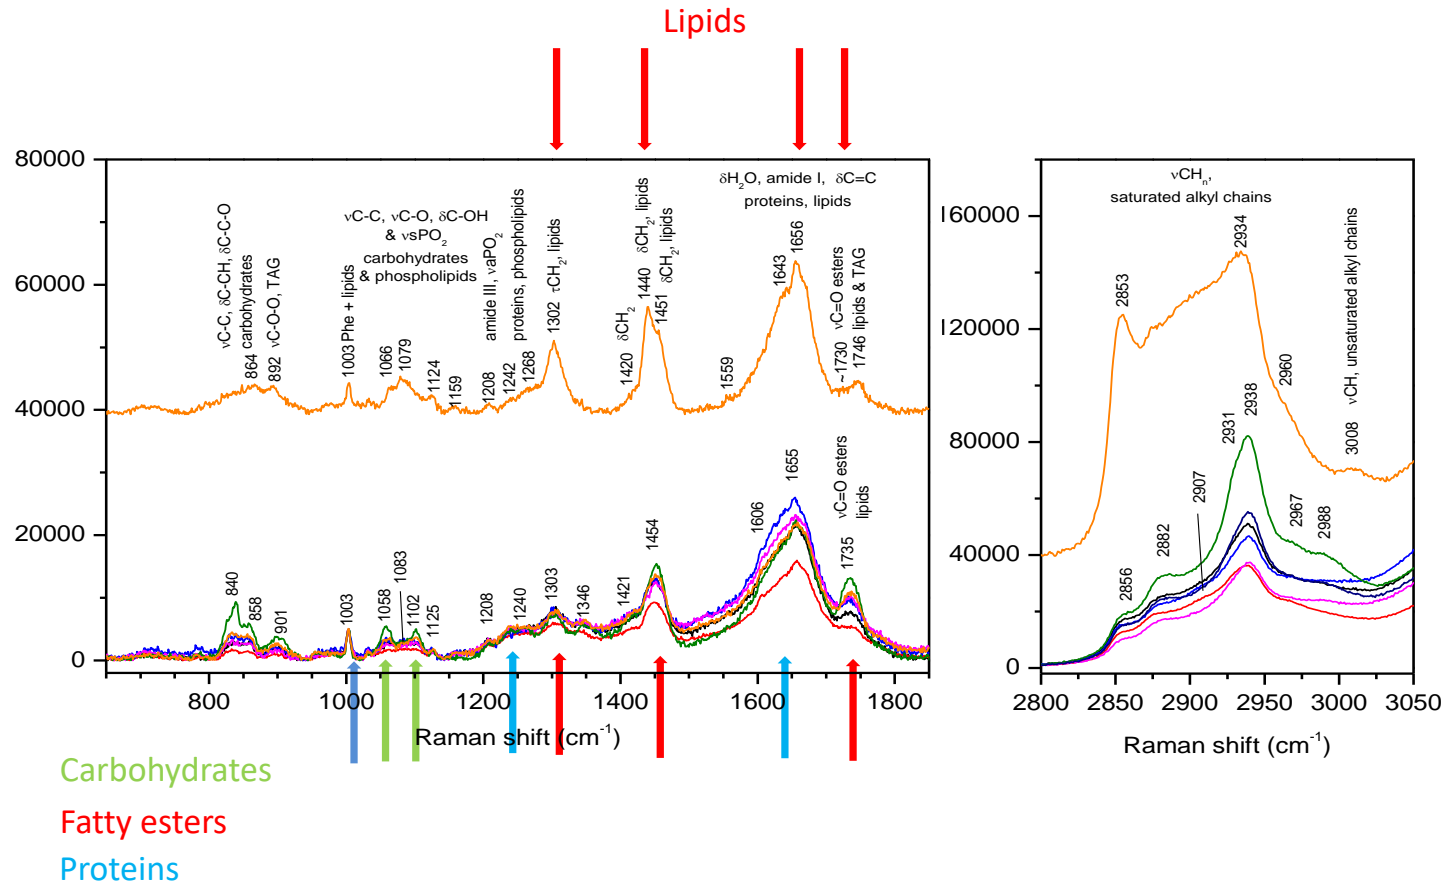 Lipids
80000
60000
40000
20000
0
νC-C, δC-CH, δC-C-O
carbohydrates
864
892 νC-O-O, TAG
1003 Phe + lipids
νC-C, νC-O, δC-OH
& νsPO2
carbohydrates
& phospholipids
1066
1079
1124
1159
1208
amide III, νaPO2
proteins, phospholipids
1242
1268
1302 τCH2, lipids
1420 δCH2
1440 δCH2, lipids
1451 δCH2, lipids
1559
δH2O, amide I, δC=C
proteins, lipids
1643
1656
~1730 νC=O esters
1746 lipids & TAG
840
858
901
1003
1058
1083
1102
1125
1208
1240
1303
1346
1421
1454
1606
1655
1735
νC=O esters
lipids
800
1000
1200
1400
1600
1800
Raman shift (cm-1)
160000
120000
80000
40000
0
νCHn,
saturated alkyl chains
2853
2934
2960
3008 νCH, unsaturated alkyl chains
2856
2882
2907
2931
2938
2967
2988
2800
2850
2900
2950
3000
3050
Raman shift (cm-1)
Carbohydrates
Fatty esters
Proteins